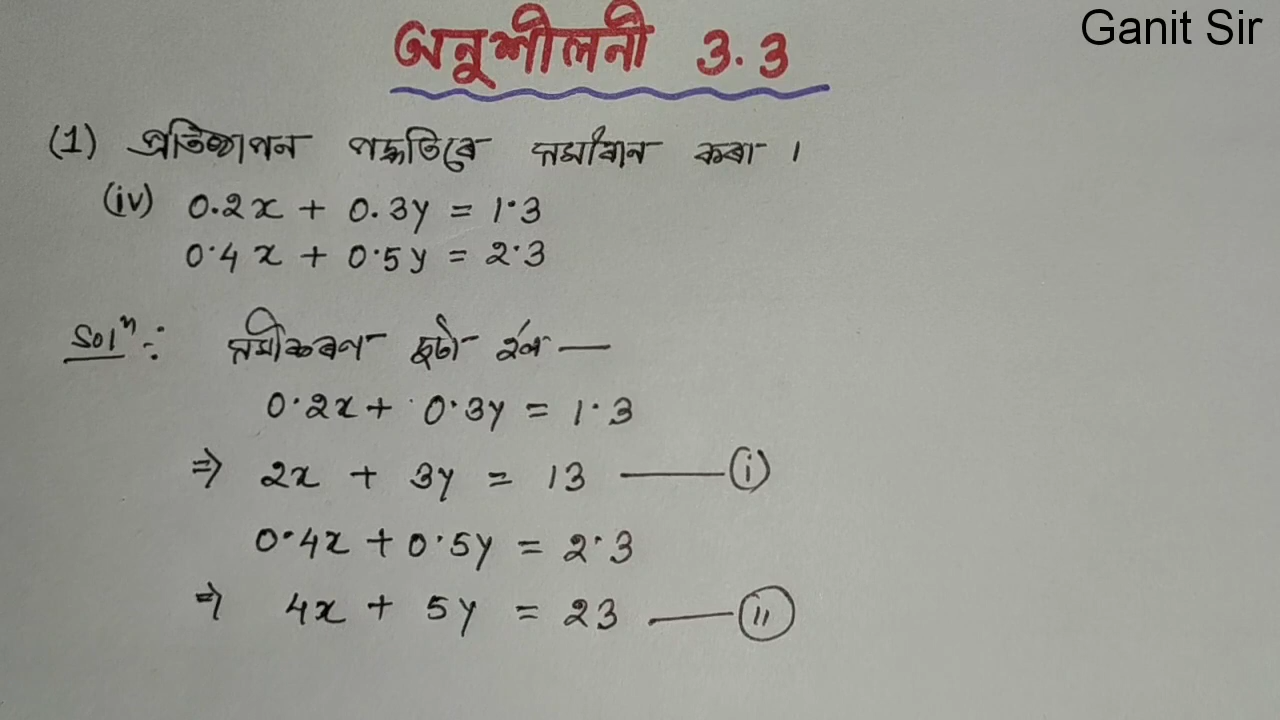 Ganit Sir
অনুশীলনী 3.3
(1) প্ৰতিস্থাপন পদ্ধতিৰে সমাধান কৰা ।
(iv) 0.2x + 0.3y = 1.3
0.4x + 0.5y = 2.3
Solⁿ : সমীকৰণ দুটা হ'ল —
0.2x + 0.3y = 1.3
⇒ 2x + 3y = 13 —— (i)
0.4x + 0.5y = 2.3
⇒ 4x + 5y = 23 —— (ii)